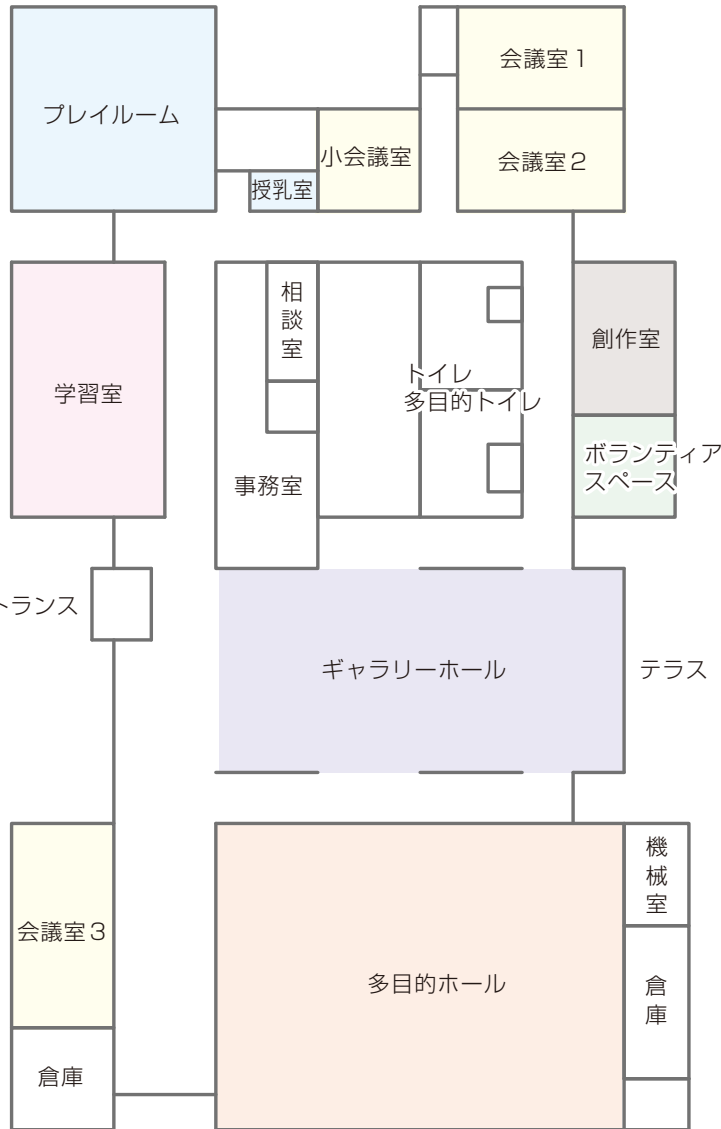 会議室１
プレイルーム
小会議室
会議室２
授乳室
相談室
創作室
トイレ
多目的トイレ
学習室
ボランティア
スペース
事務室
トランス
ギャラリーホール
テラス
機械室
会議室３
多目的ホール
倉庫
倉庫